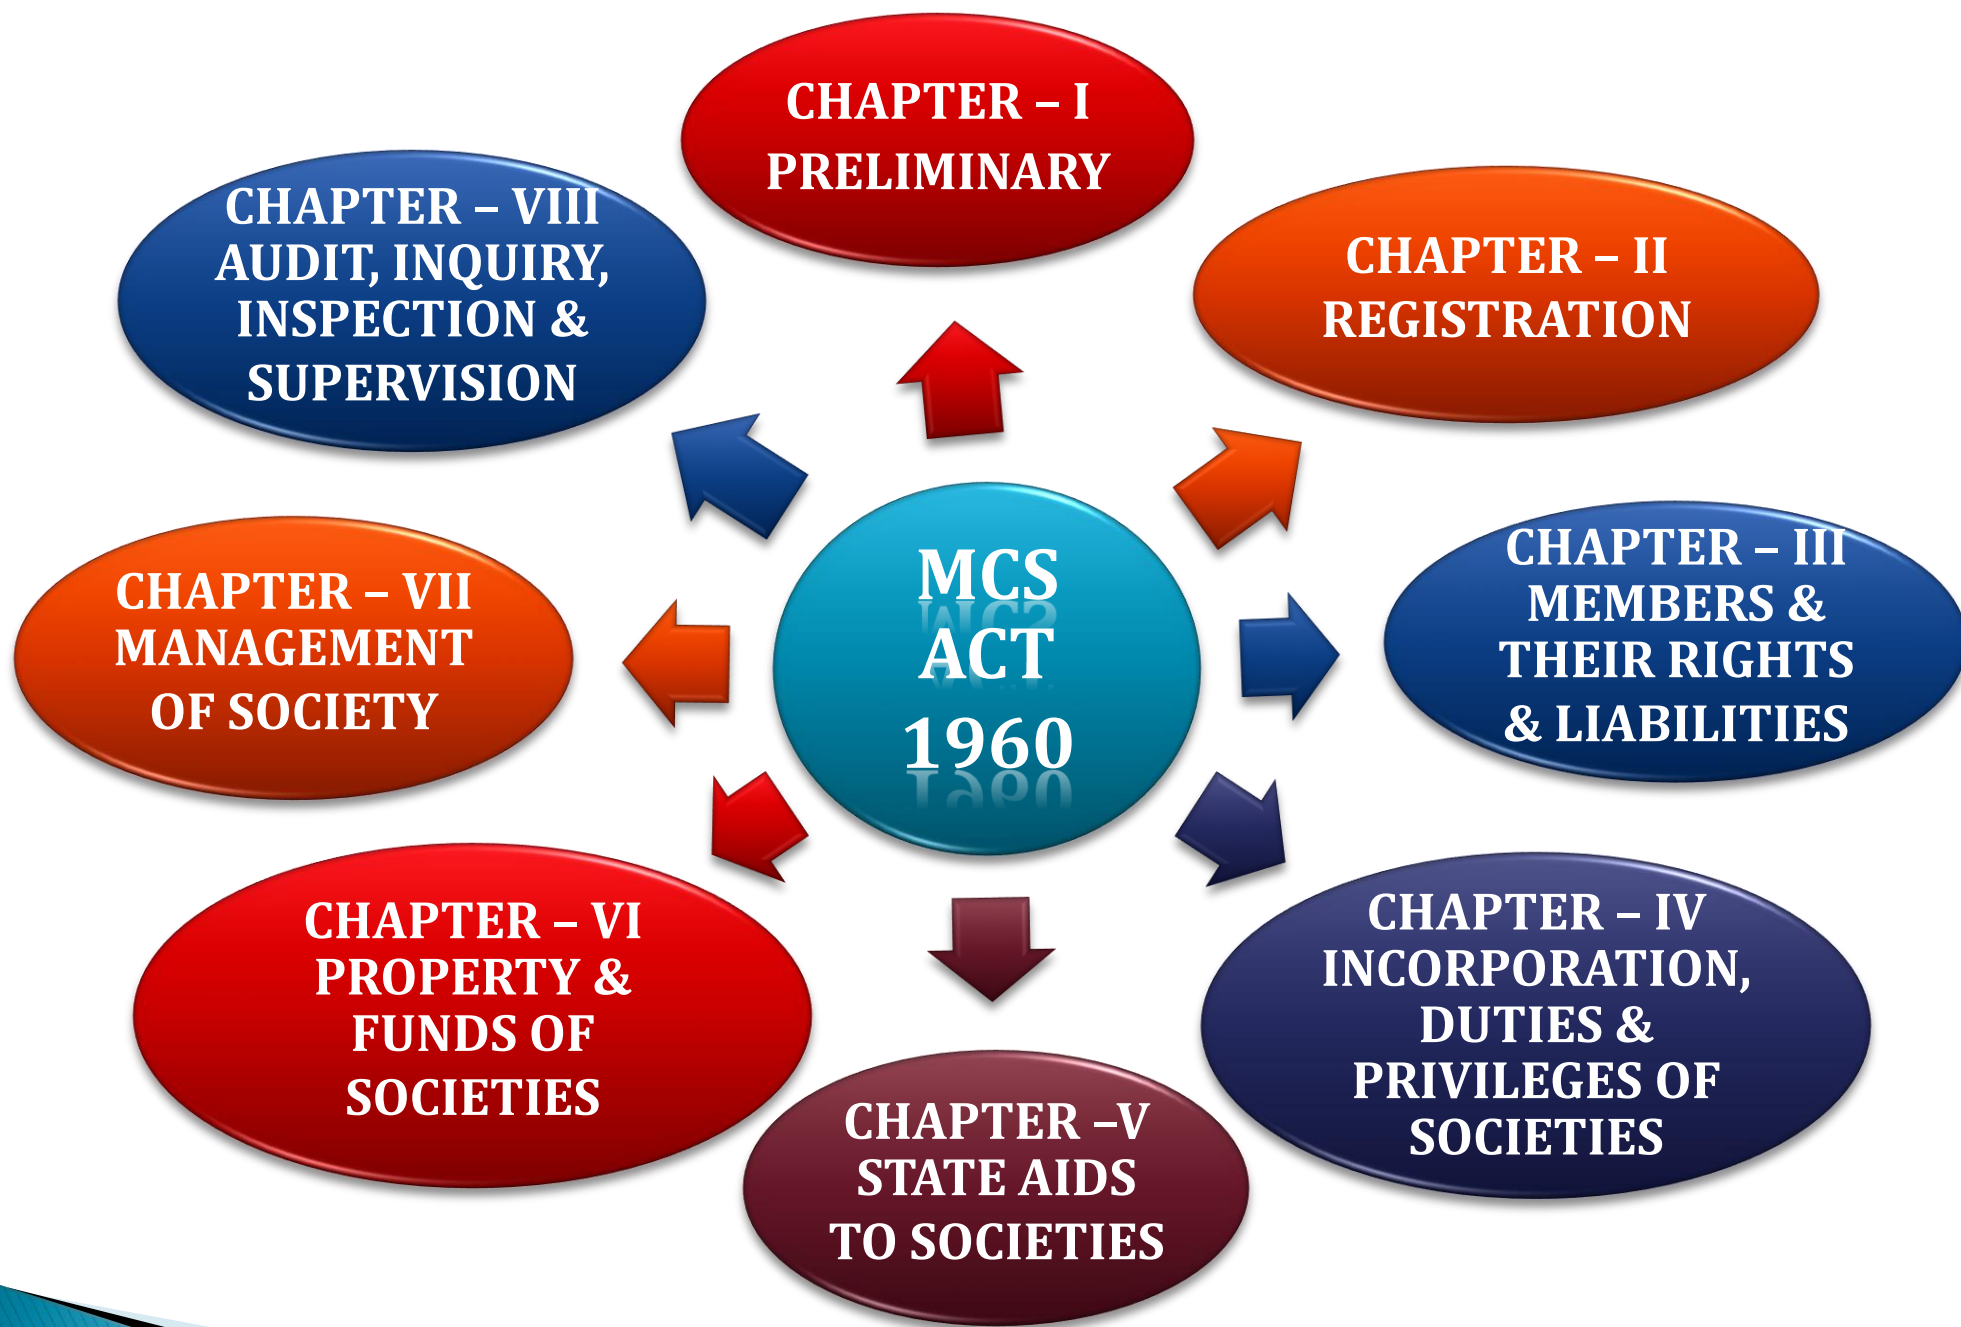 CHAPTER – I
PRELIMINARY
CHAPTER – II
REGISTRATION
CHAPTER – III
MEMBERS &
THEIR RIGHTS
& LIABILITIES
CHAPTER – IV
INCORPORATION,
DUTIES &
PRIVILEGES OF
SOCIETIES
CHAPTER –V
STATE AIDS
TO SOCIETIES
CHAPTER – VI
PROPERTY &
FUNDS OF
SOCIETIES
CHAPTER – VII
MANAGEMENT
OF SOCIETY
CHAPTER – VIII
AUDIT, INQUIRY,
INSPECTION &
SUPERVISION
MCS
ACT
1960